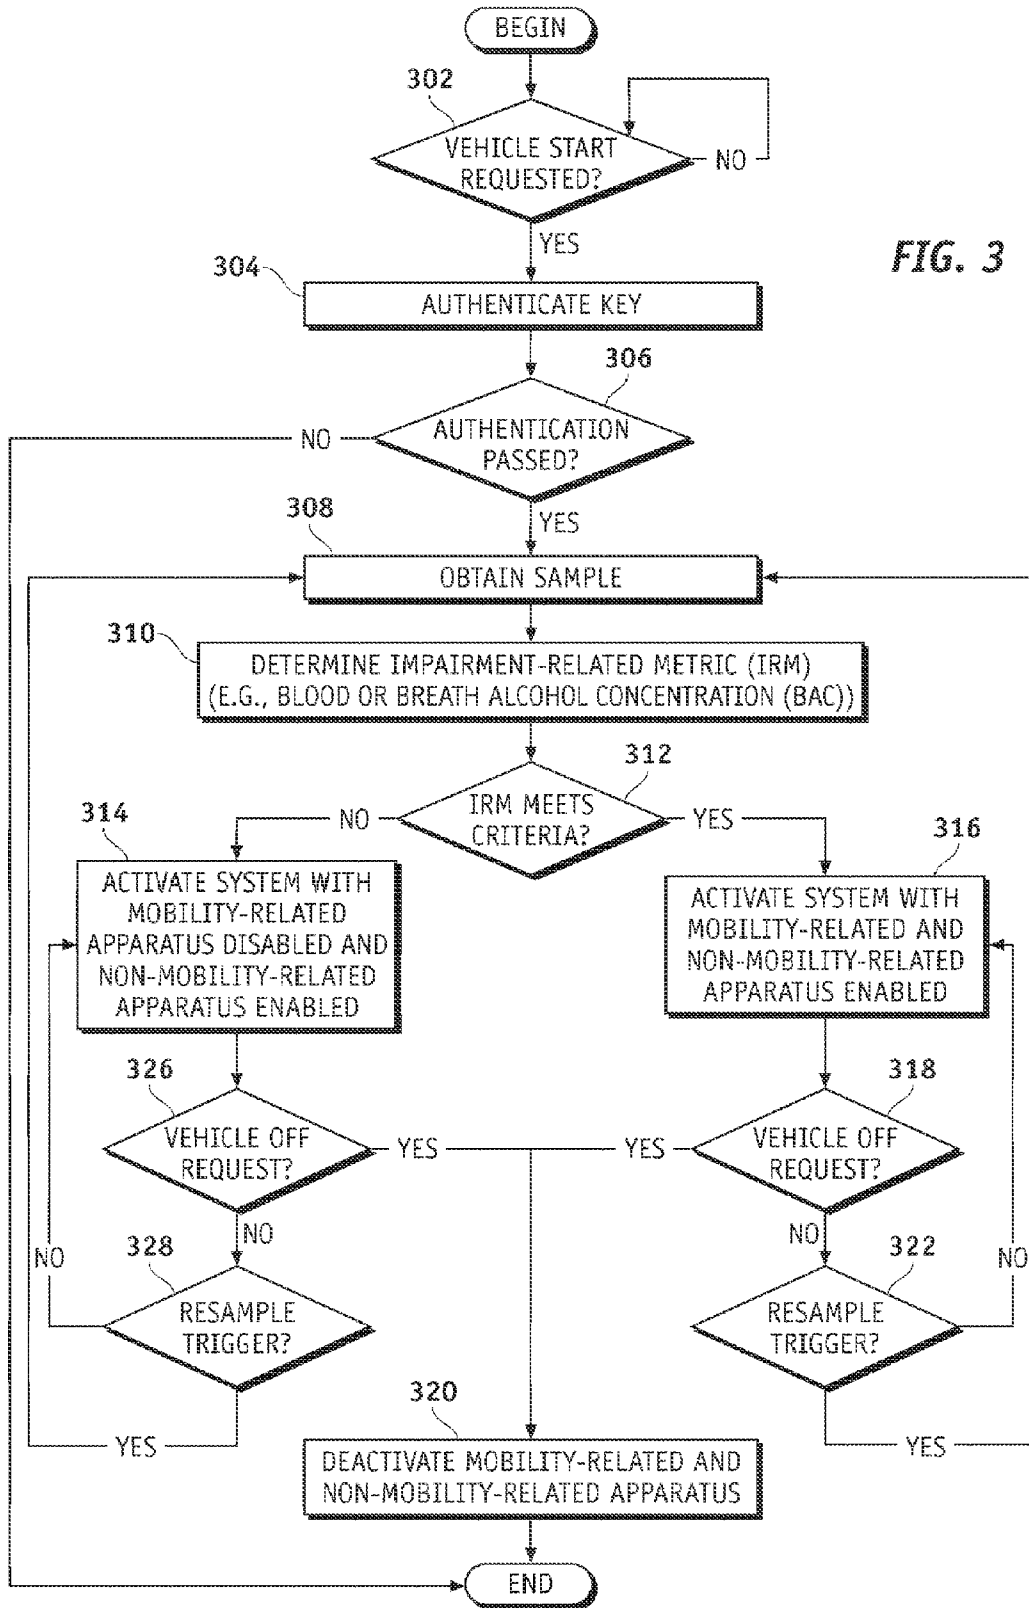 BEGIN
302
VEHICLE START
REQUESTED?
NO
YES
FIG. 3
304
AUTHENTICATE KEY
306
AUTHENTICATION
PASSED?
NO
YES
308
OBTAIN SAMPLE
310
DETERMINE IMPAIRMENT-RELATED METRIC (IRM)
(E.G., BLOOD OR BREATH ALCOHOL CONCENTRATION (BAC))
312
IRM MEETS
CRITERIA?
NO
YES
314
ACTIVATE SYSTEM WITH
MOBILITY-RELATED
APPARATUS DISABLED AND
NON-MOBILITY-RELATED
APPARATUS ENABLED
316
ACTIVATE SYSTEM WITH
MOBILITY-RELATED AND
NON-MOBILITY-RELATED
APPARATUS ENABLED
326
VEHICLE OFF
REQUEST?
YES
NO
318
VEHICLE OFF
REQUEST?
YES
NO
328
RESAMPLE
TRIGGER?
NO
YES
322
RESAMPLE
TRIGGER?
NO
YES
320
DEACTIVATE MOBILITY-RELATED AND
NON-MOBILITY-RELATED APPARATUS
END